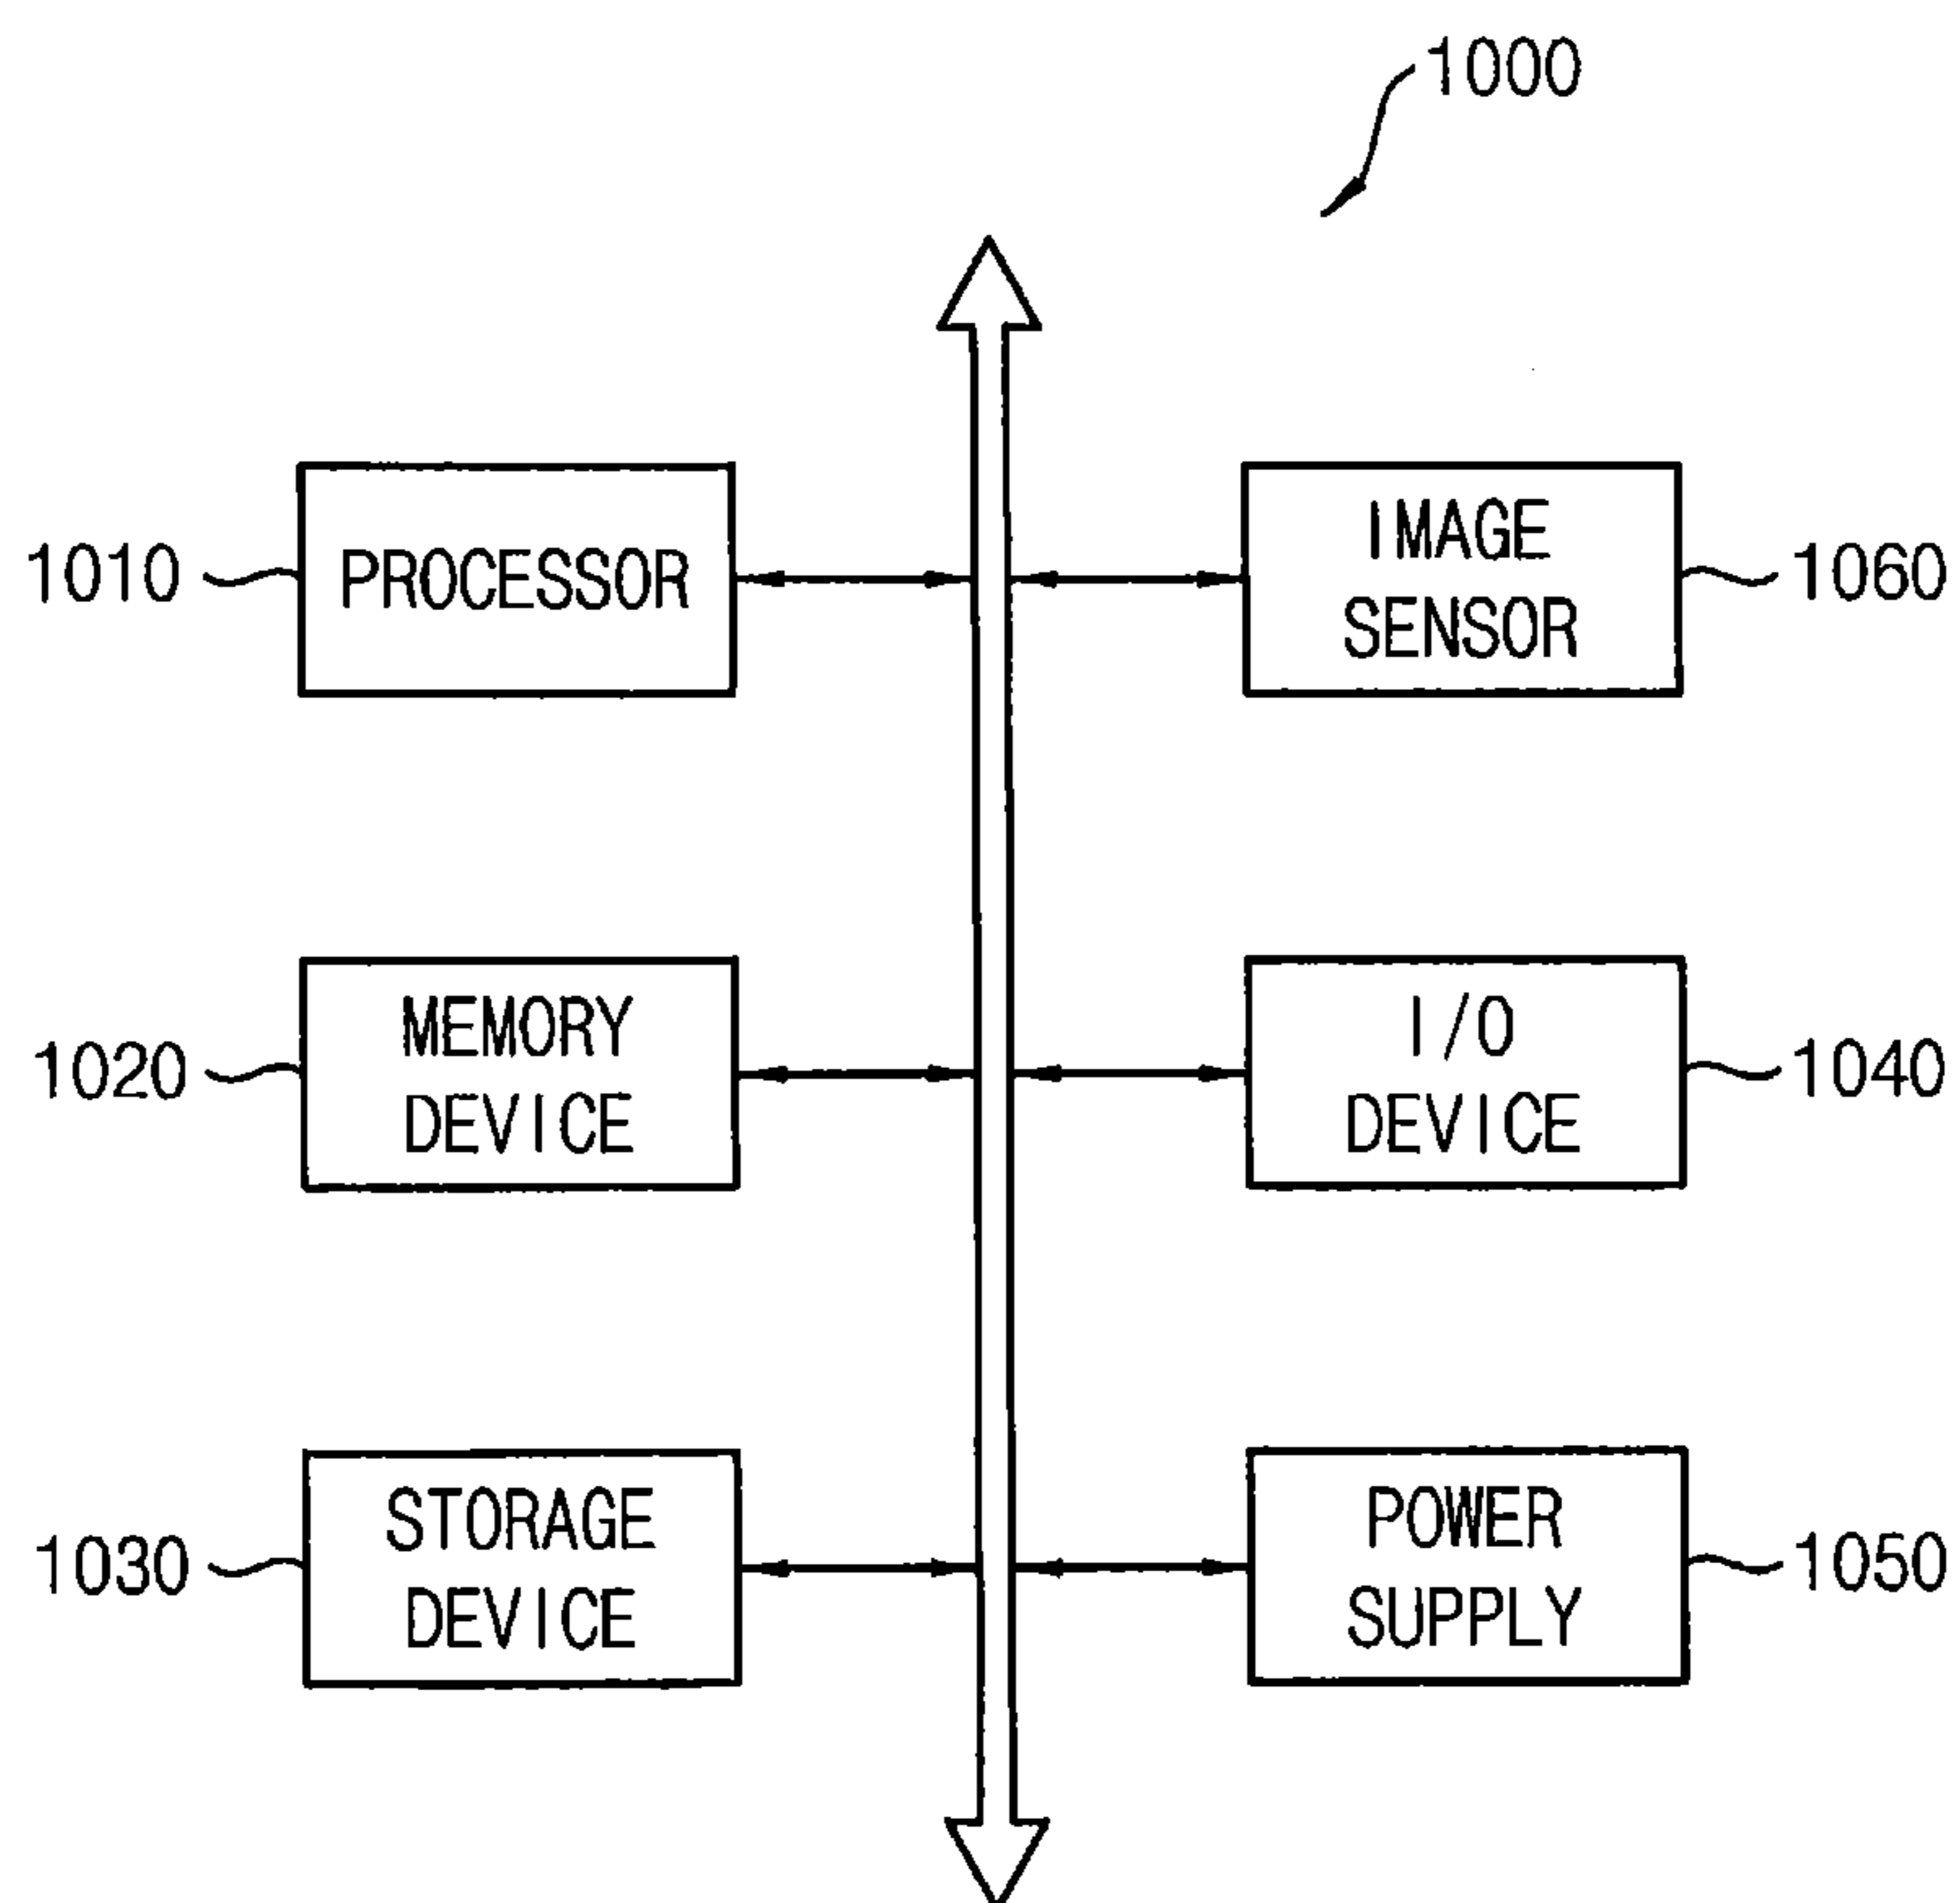 1000
1010
PROCESSOR
IMAGE
SENSOR
1060
1020
MEMORY
DEVICE
I/O
DEVICE
1040
1030
STORAGE
DEVICE
POWER
SUPPLY
1050